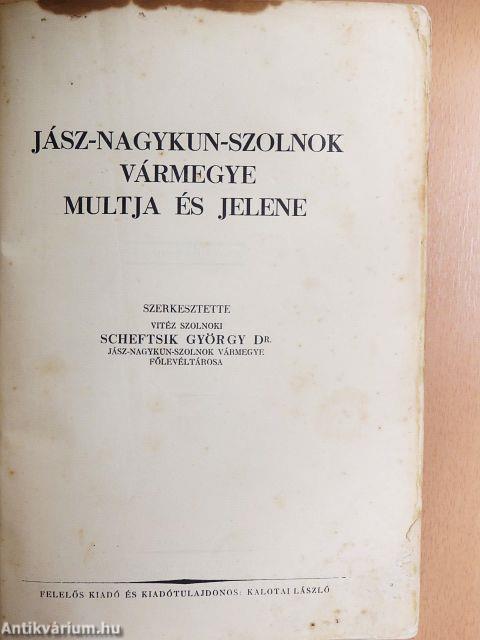 JÁSZ-NAGYKUN-SZOLNOK
VÁRMEGYE
MULTJA ÉS JELENE
SZERKESZTETTE
VITÉZ SZOLNOKI
SCHEFTSIK GYÖRGY DR.
JÁSZ-NAGYKUN-SZOLNOK VÁRMEGYE
FŐLEVÉLTÁROSA
FELELŐS KIADÓ ÉS KIADÓTULAJDONOS: KALOTAI LÁSZLÓ
Antikvárium.hu